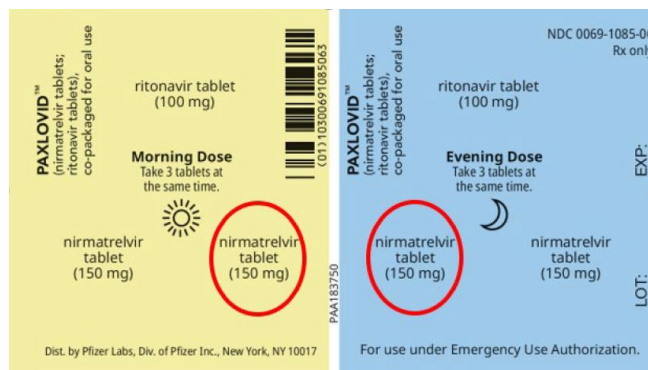 PAXLOVID™
(nirmatrelvir tablets;
ritonavir tablets),
co-packaged for oral use
ritonavir tablet
(100 mg)
(01)10300691085063
Morning Dose
Take 3 tablets at
the same time.
nirmatrelvir
tablet
(150 mg)
nirmatrelvir
tablet
(150 mg)
Dist. by Pfizer Labs, Div. of Pfizer Inc., New York, NY 10017
PAA183750
PAXLOVID™
(nirmatrelvir tablets;
ritonavir tablets),
co-packaged for oral use
NDC 0069-1085-06
Rx only
ritonavir tablet
(100 mg)
Evening Dose
Take 3 tablets at
the same time.
nirmatrelvir
tablet
(150 mg)
nirmatrelvir
tablet
(150 mg)
EXP:
LOT:
For use under Emergency Use Authorization.